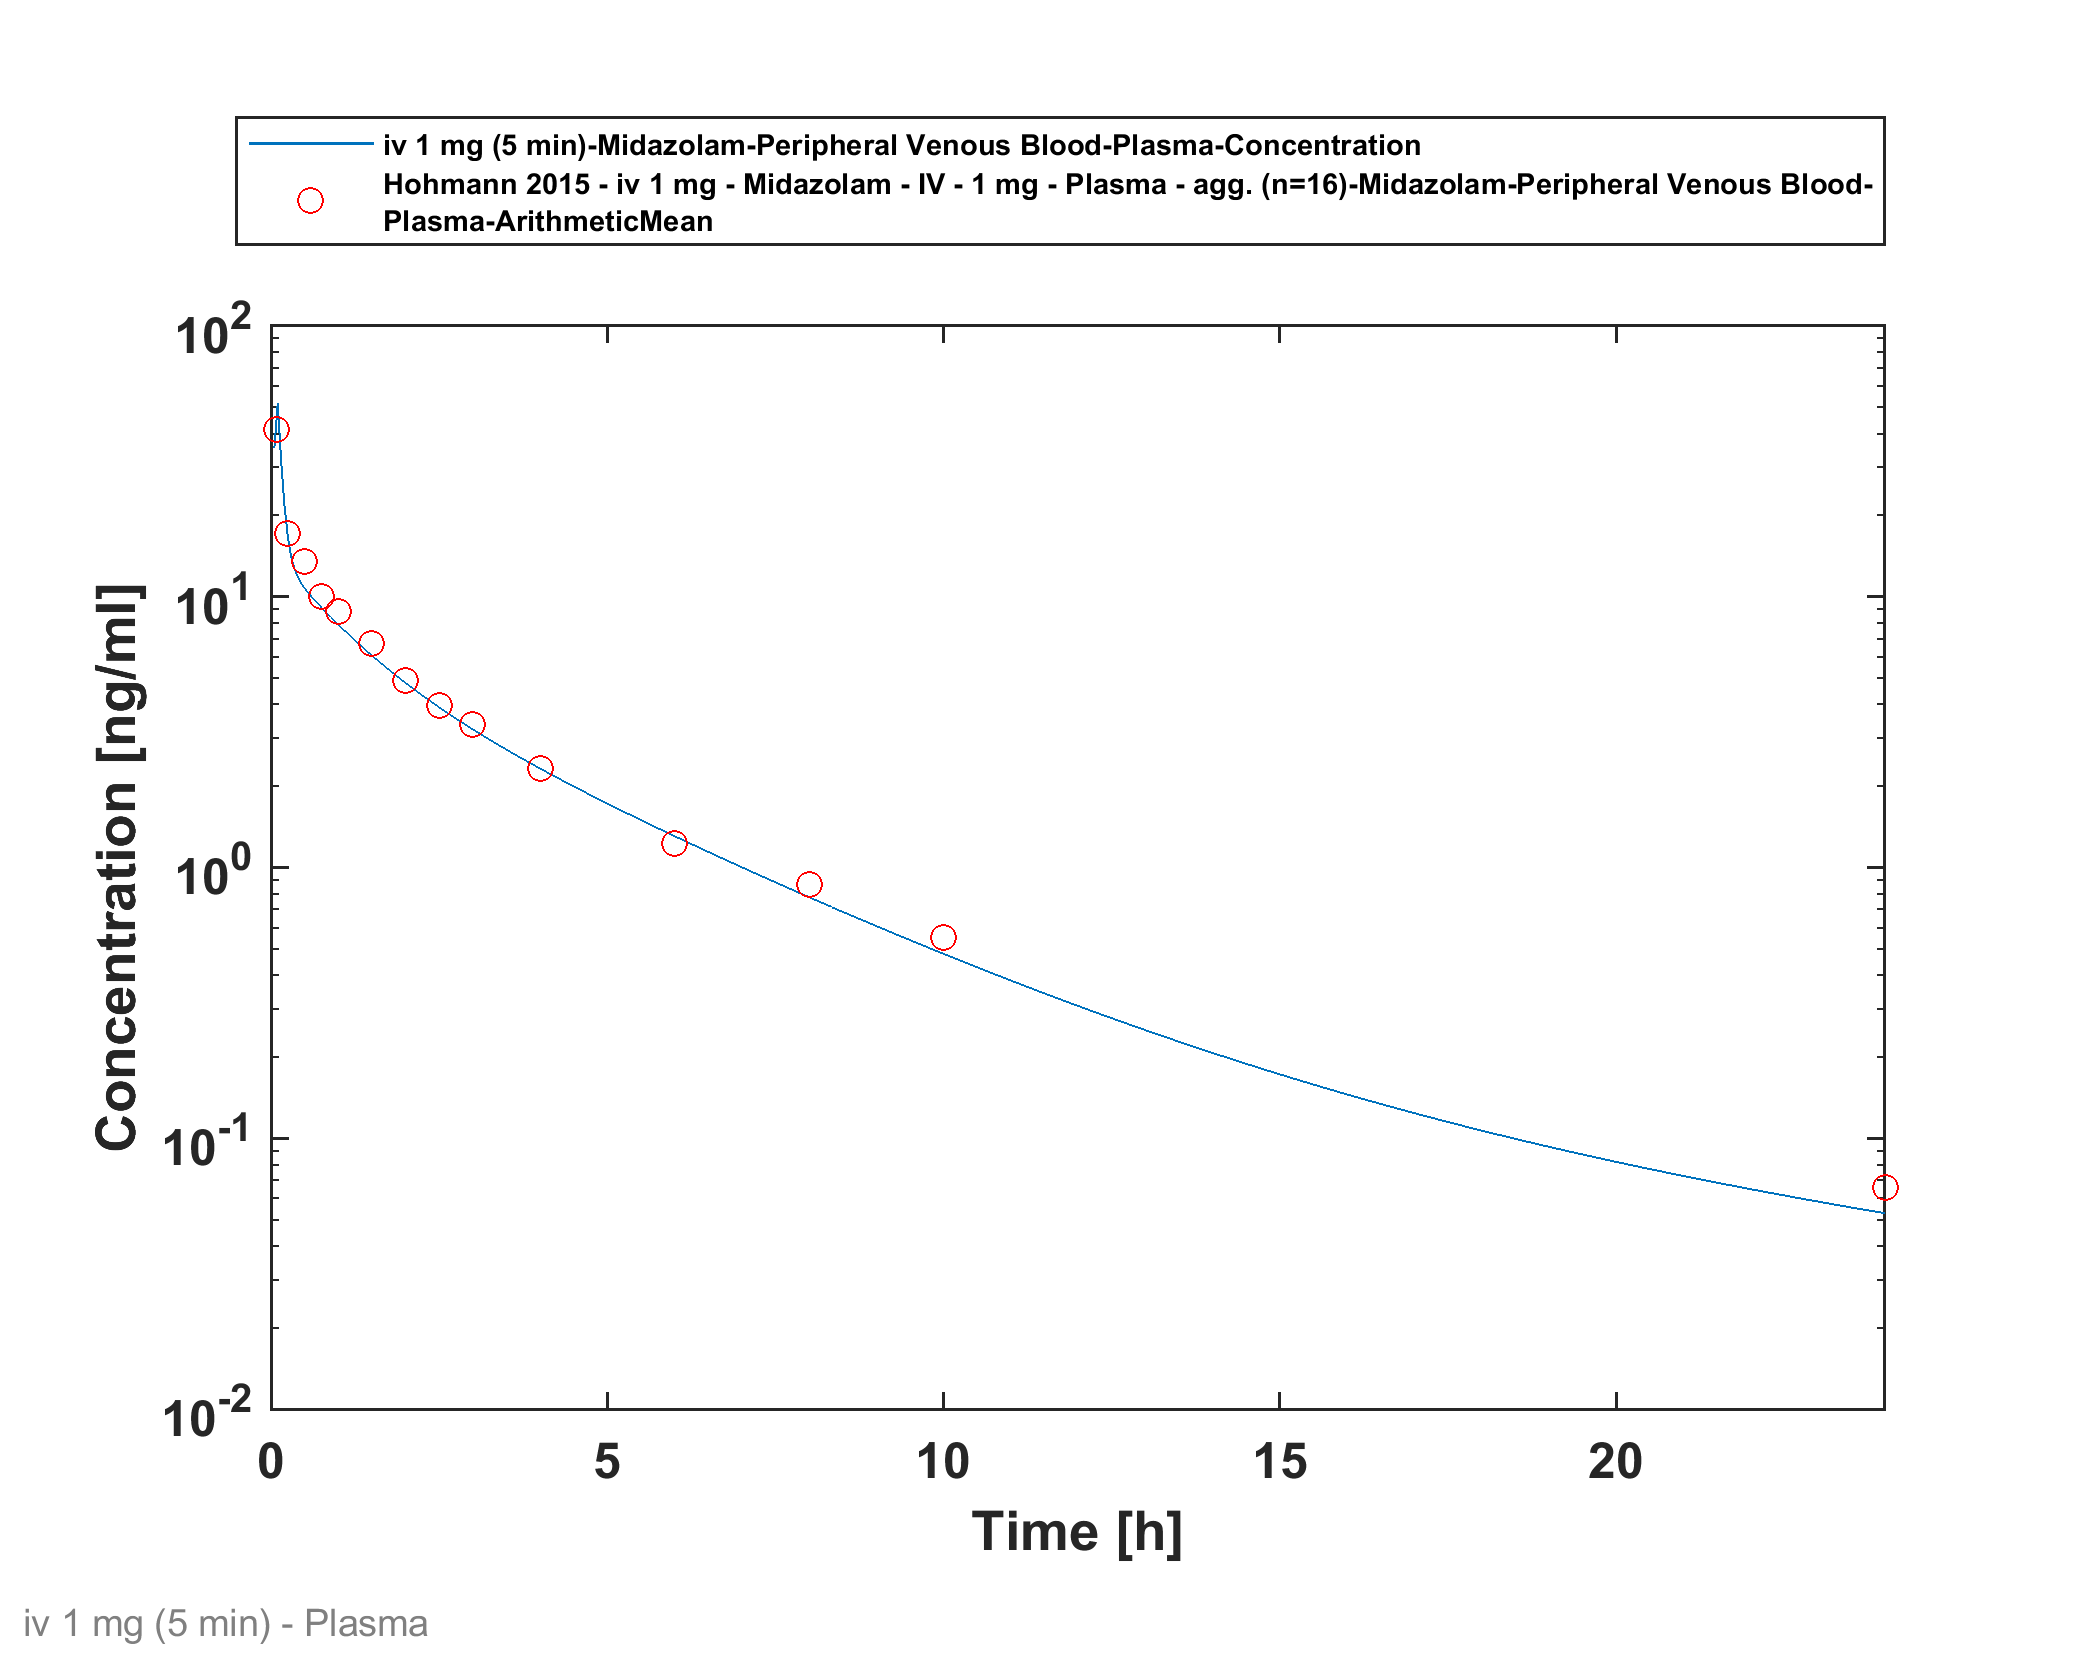 iv 1 mg (5 min)-Midazolam-Peripheral Venous Blood-Plasma-Concentration
Hohmann 2015 - iv 1 mg - Midazolam - IV - 1 mg - Plasma - agg. (n=16)-Midazolam-Peripheral Venous Blood-
Plasma-ArithmeticMean
10^2
10^1
10^0
10^-1
10^-2
Concentration [ng/ml]
0 5 10 15 20
Time [h]
iv 1 mg (5 min) - Plasma